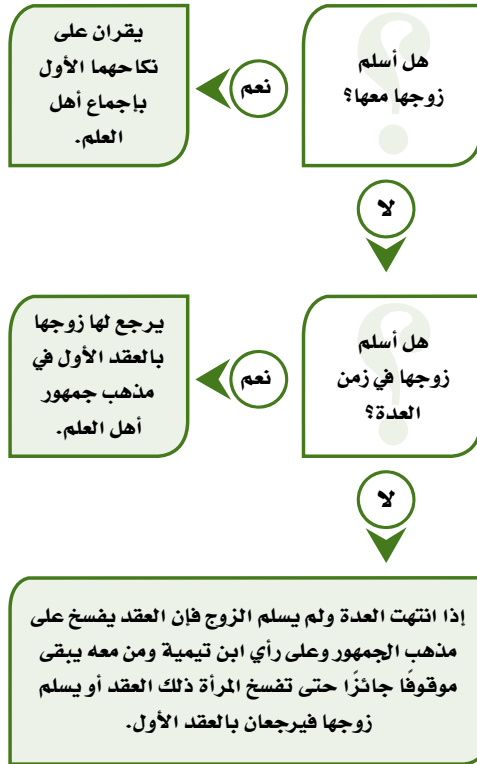 هل أسلم
زوجها معها؟
نعم
يقران على
نكاحهما الأول
بإجماع أهل
العلم.
لا
هل أسلم
زوجها في زمن
العدة؟
نعم
يرجع لها زوجها
بالعقد الأول في
مذهب جمهور
أهل العلم.
لا
إذا انتهت العدة ولم يسلم الزوج فإن العقد يفسخ على
مذهب الجمهور وعلى رأي ابن تيمية ومن معه يبقى
موقوفًا جائزًا حتى تفسخ المرأة ذلك العقد أو يسلم
زوجها فيرجعان بالعقد الأول.